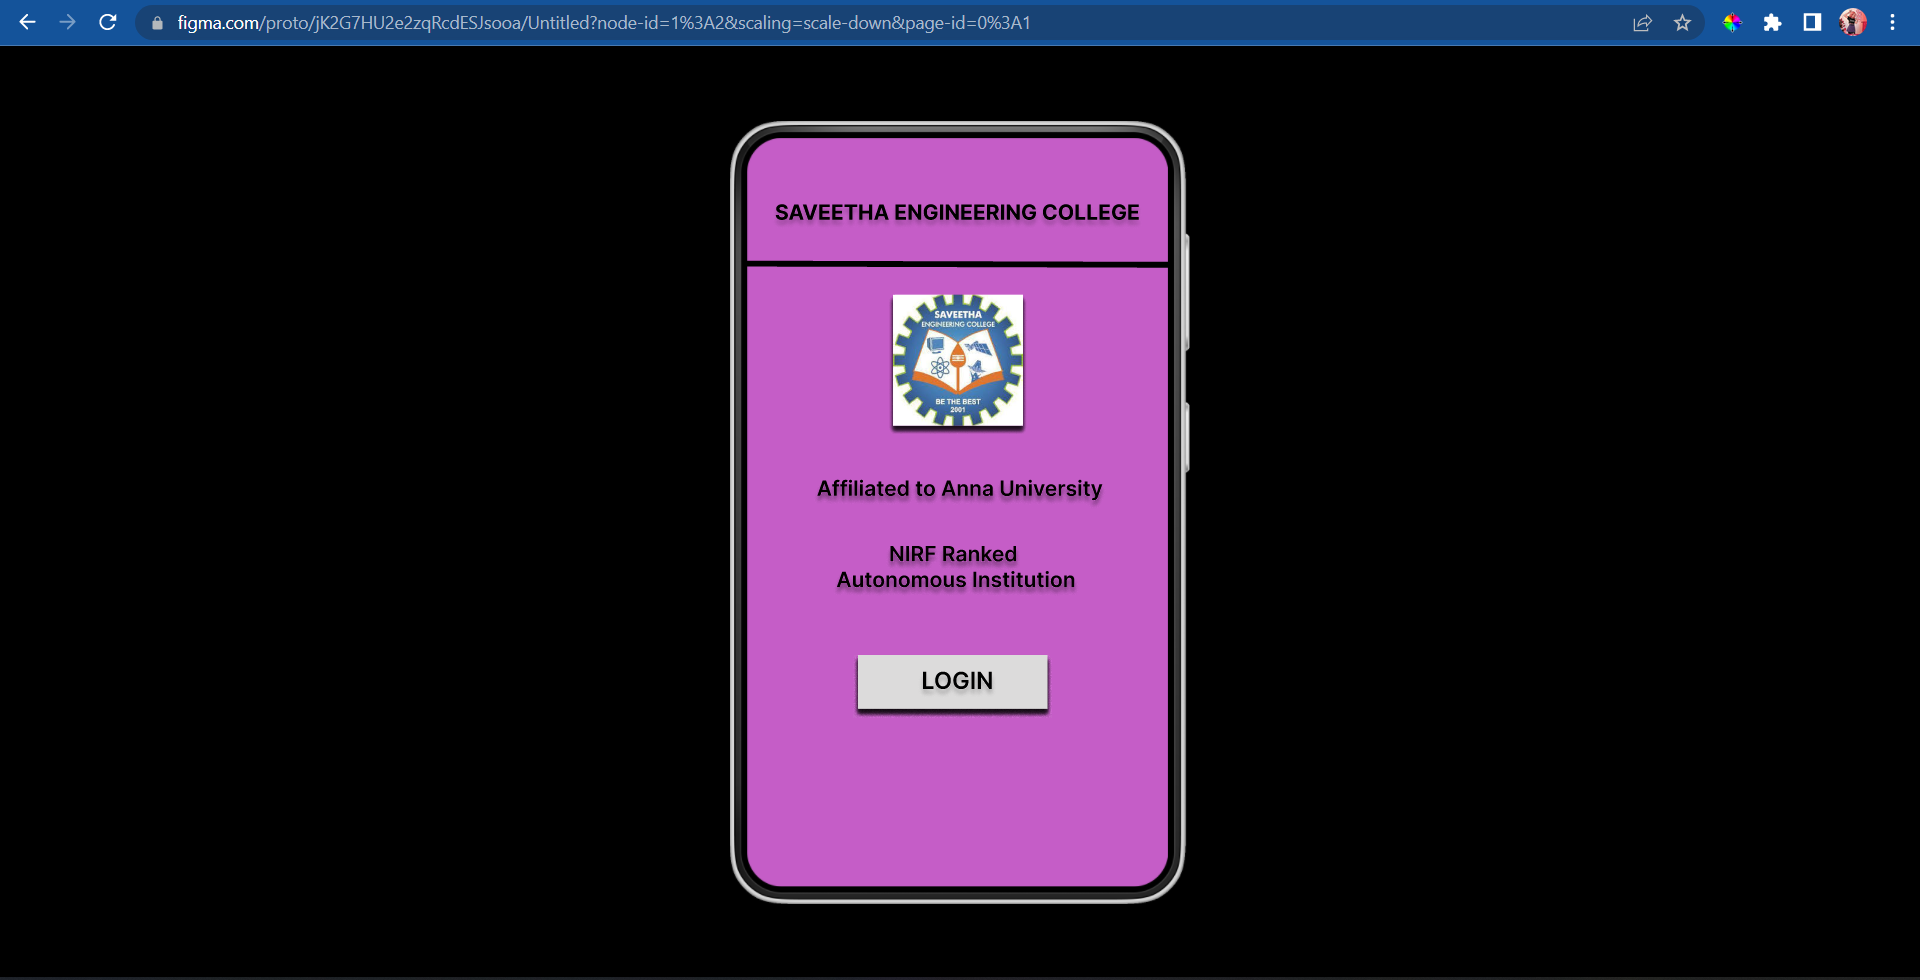 figma.com/proto/jK2G7HU2e2zqRcdESJsooa/Untitled?node-id=1%3A2&scaling=scale-down&page-id=0%3A1
SAVEETHA ENGINEERING COLLEGE
SAVEETHA
ENGINEERING COLLEGE
BE THE BEST
2001
Affiliated to Anna University
NIRF Ranked
Autonomous Institution
LOGIN